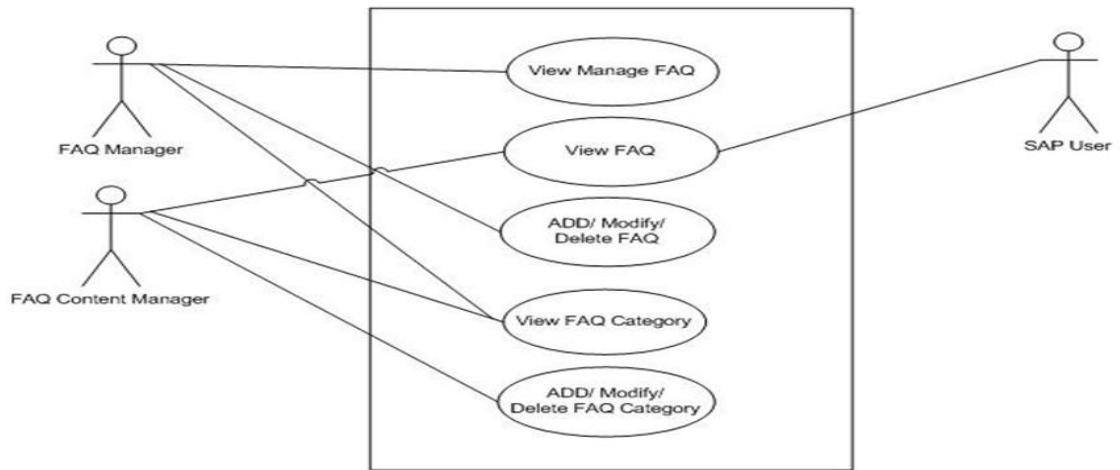 View Manage FAQ
FAQ Manager
View FAQ
SAP User
ADD/ Modify/
Delete FAQ
FAQ Content Manager
View FAQ Category
ADD/ Modify/
Delete FAQ Category